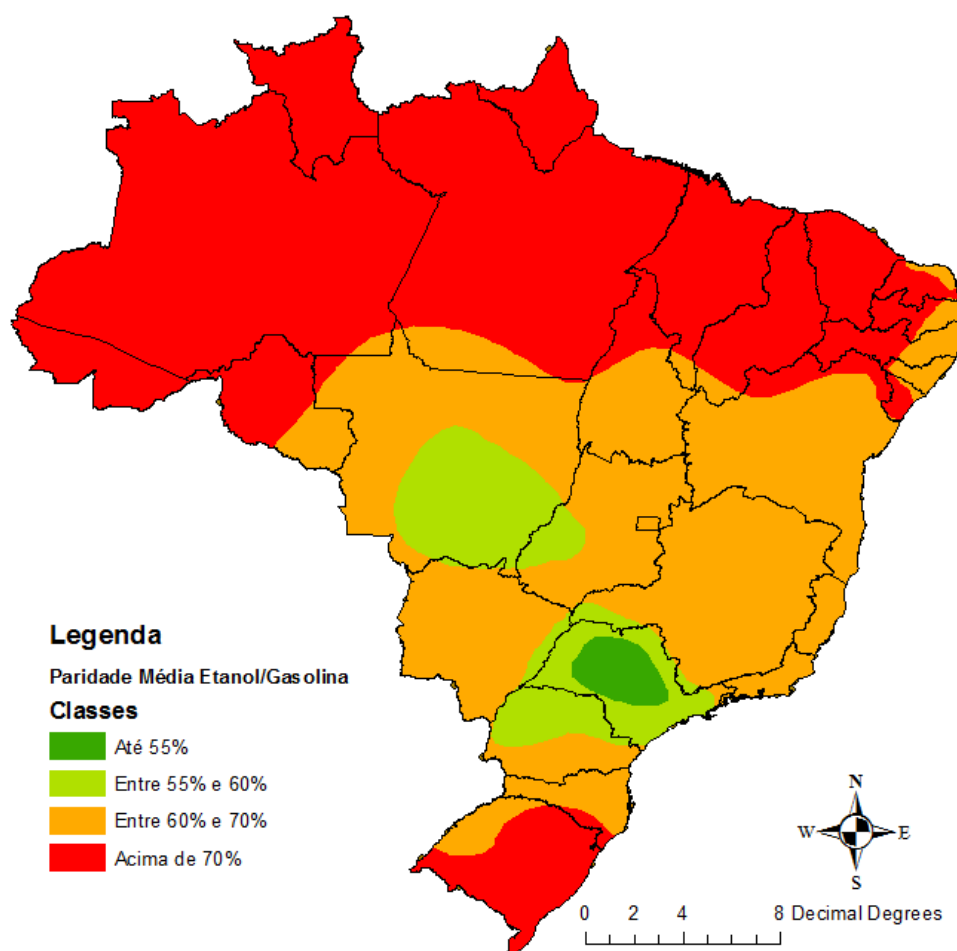 Legenda
Paridade Média Etanol/Gasolina
Classes
Até 55%
Entre 55% e 60%
Entre 60% e 70%
Acima de 70%
N
W E
S
0 2 4 8 Decimal Degrees